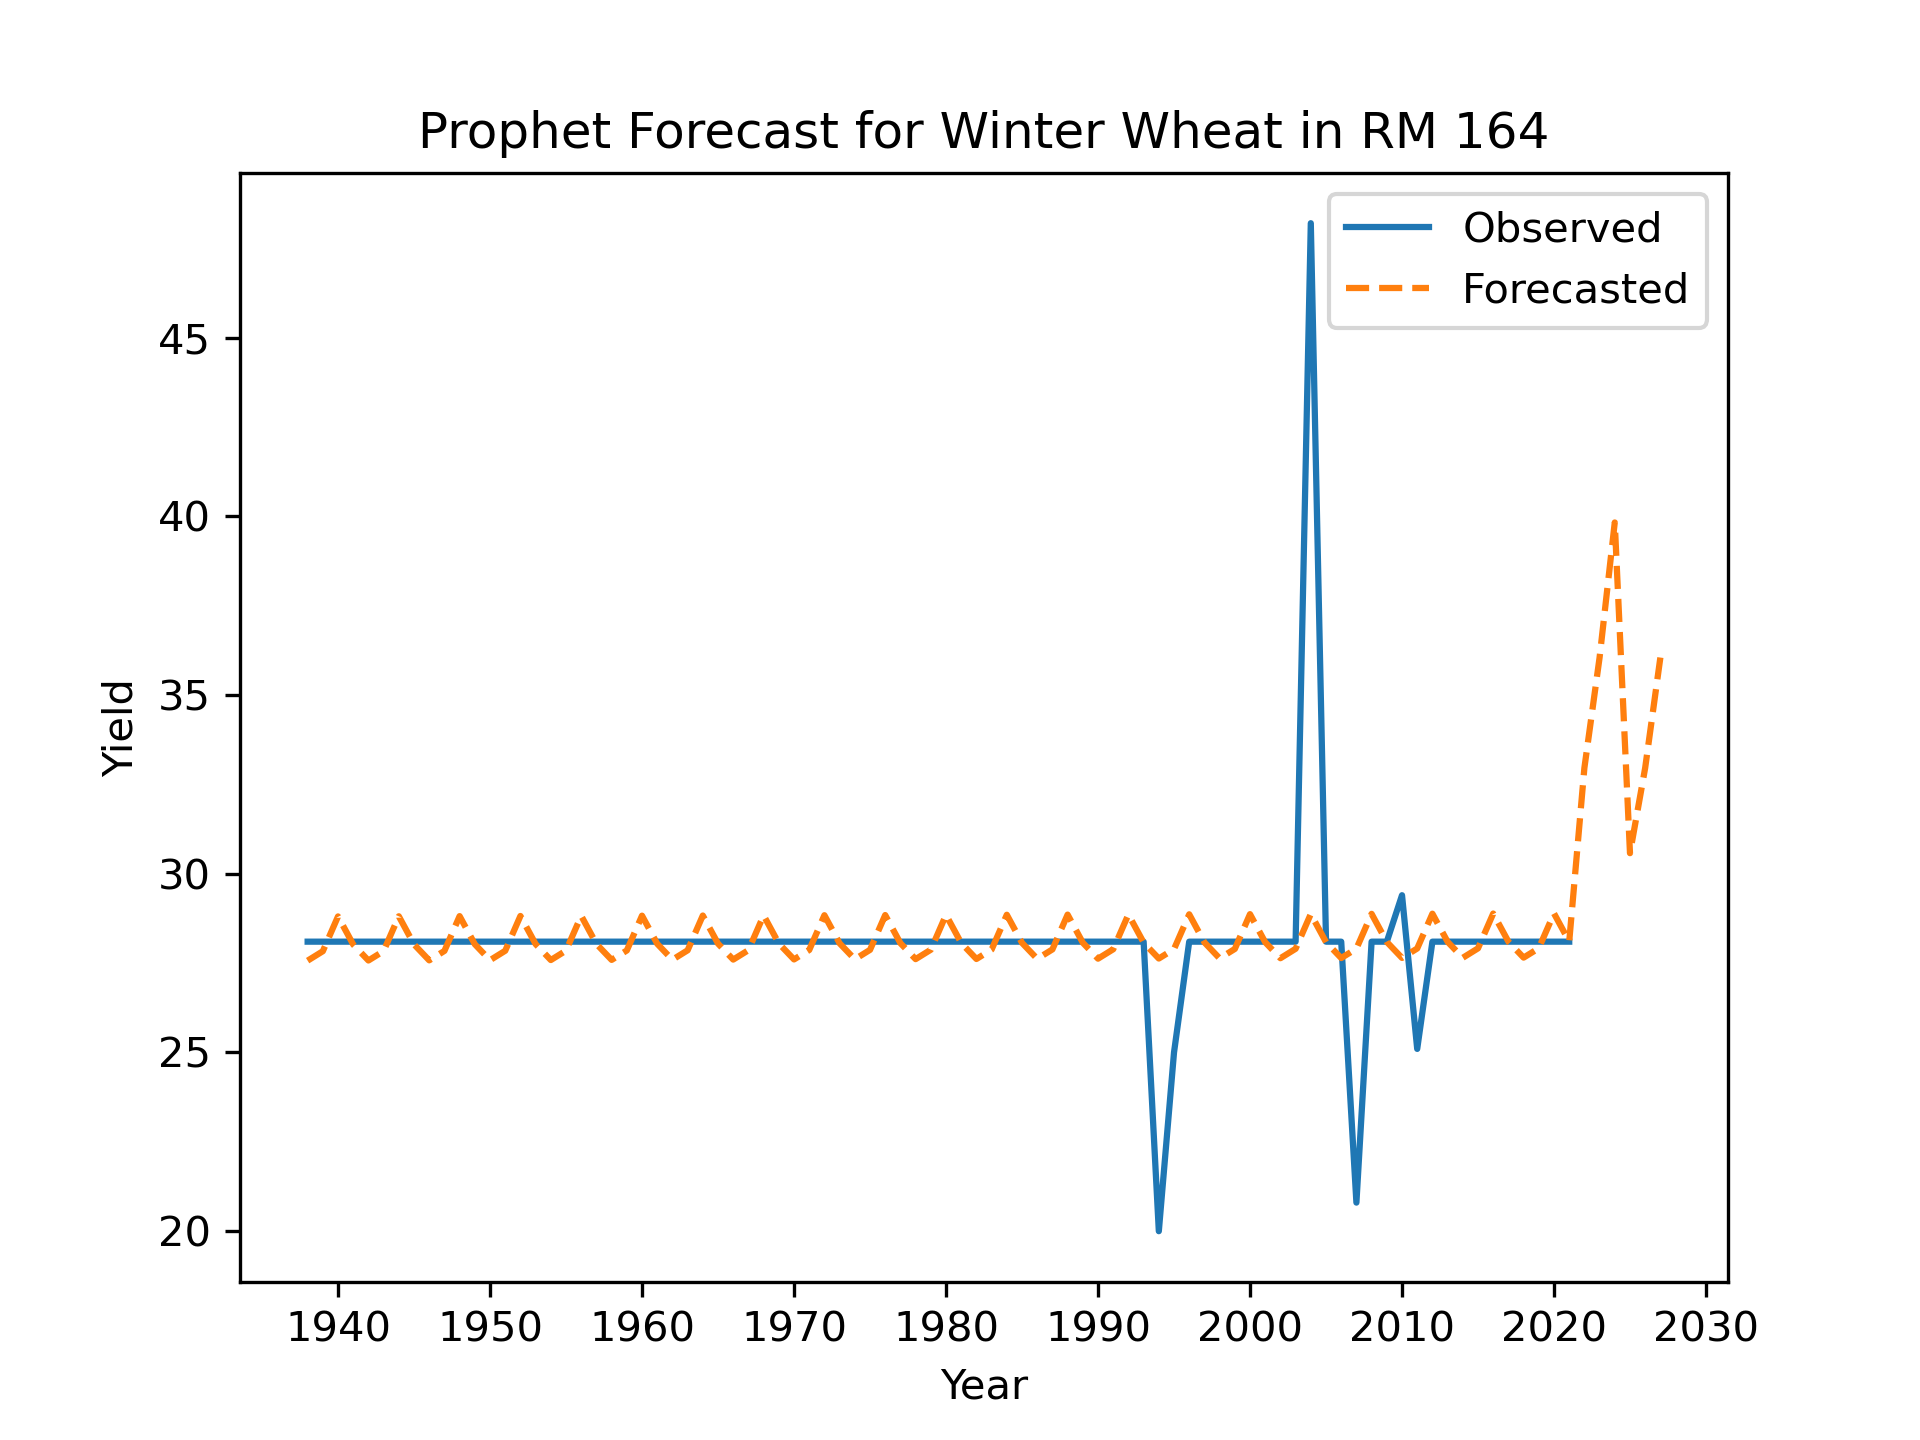 Prophet Forecast for Winter Wheat in RM 164
Observed
Forecasted
45
40
35
30
25
20
Yield
1940 1950 1960 1970 1980 1990 2000 2010 2020 2030
Year